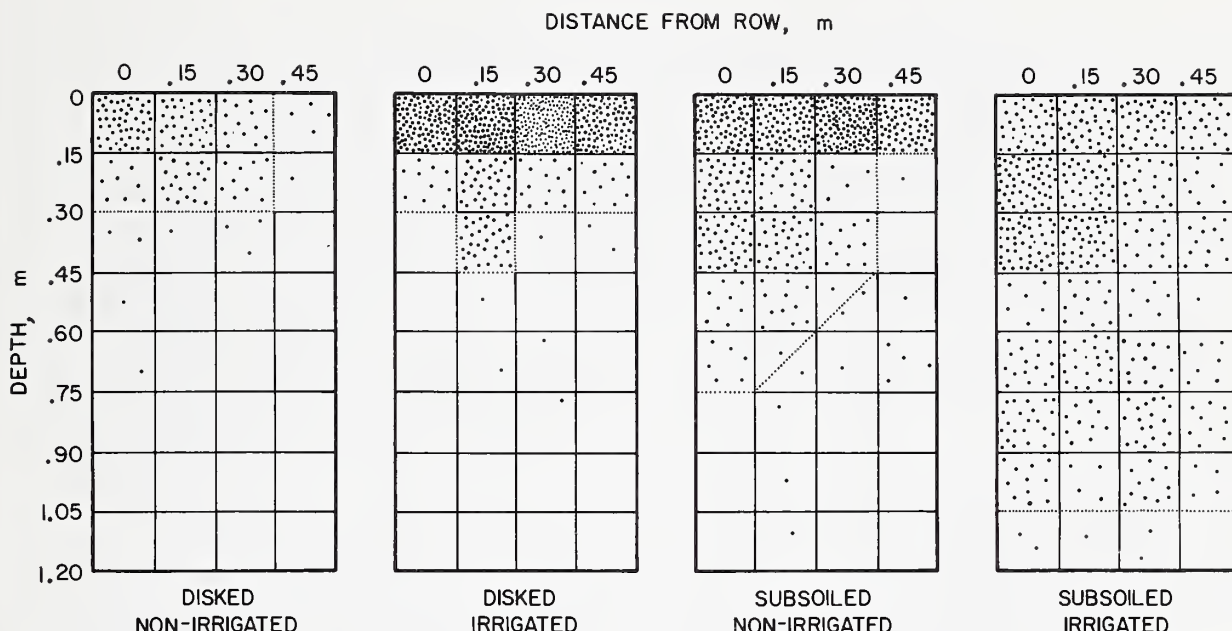 DISTANCE FROM ROW, m
0 .15 .30 .45
0 .15 .30 .45
0 .15 .30 .45
0 .15 .30 .45
DEPTH, m
0
.15
.30
.45
.60
.75
.90
1.05
1.20
DISKED
NON-IRRIGATED
DISKED
IRRIGATED
SUBSOILED
NON-IRRIGATED
SUBSOILED
IRRIGATED